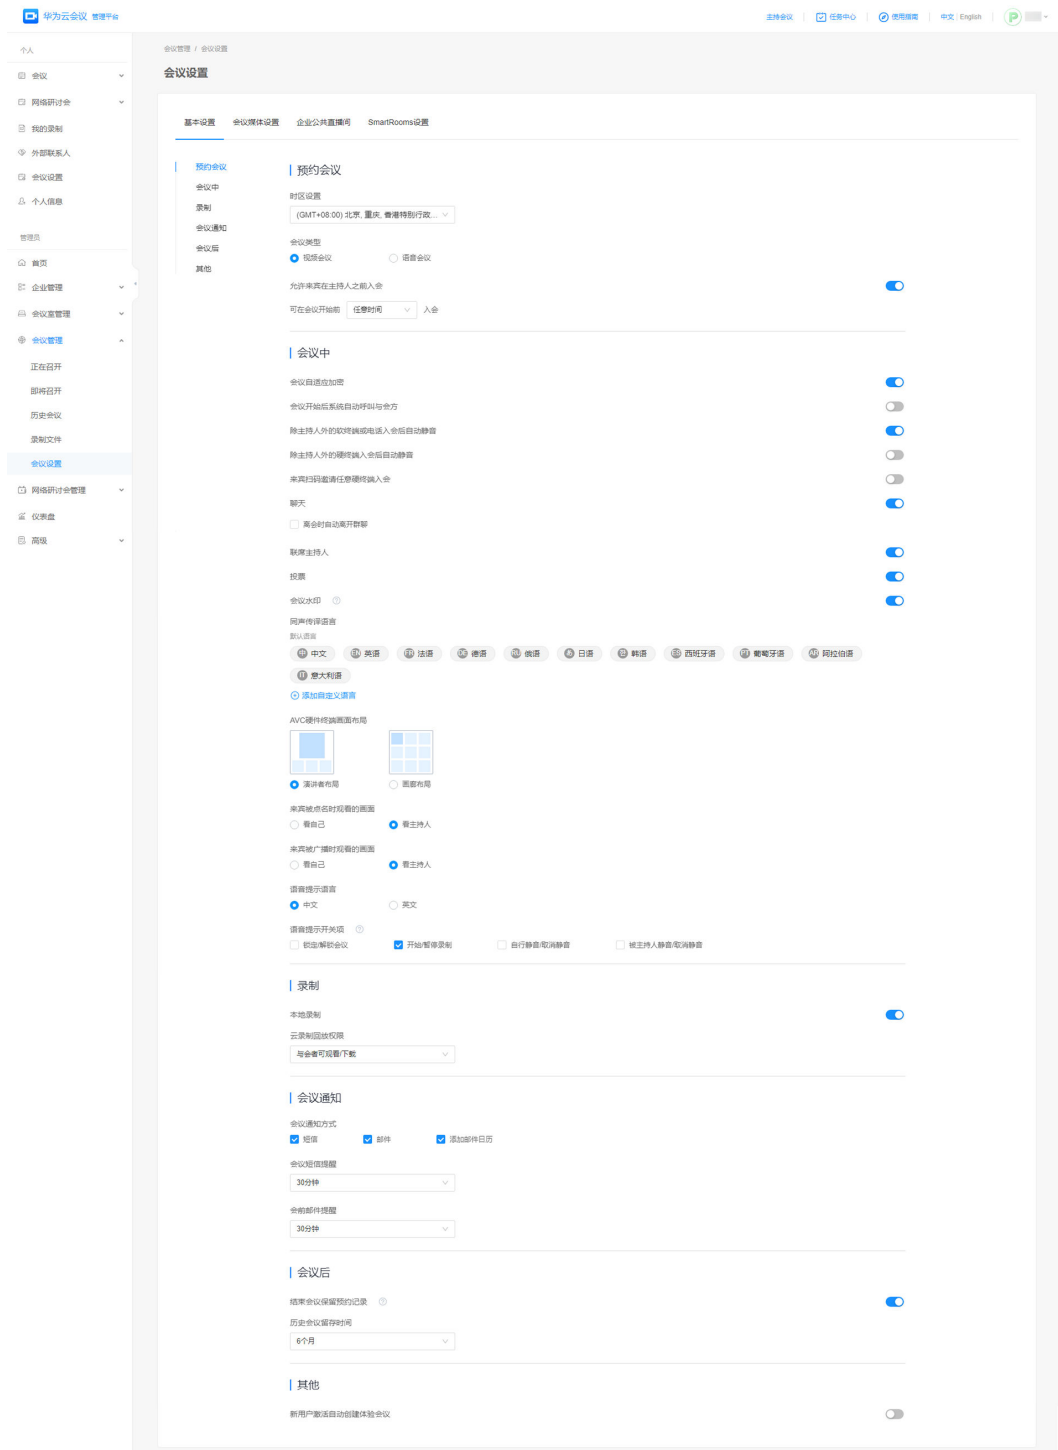 华为云会议 管理平台
主持会议 任务中心 使用指南 中文 | English
个人
会议
网络研讨会
我的录制
外部联系人
会议设置
个人信息
管理员
首页
企业管理
会议室管理
会议管理
正在召开
即将召开
历史会议
录制文件
会议设置
网络研讨会管理
仪表盘
高级
会议管理 / 会议设置
会议设置
基本设置 会议媒体设置 企业公共直播间 SmartRooms设置
预约会议
会议中
录制
会议通知
会议后
其他
预约会议
时区设置
(GMT+08:00) 北京, 重庆, 香港特别行政...
会议类型
视频会议 语音会议
允许来宾在主持人之前入会
可在会议开始前 任意时间 入会
会议中
会议自适应加密
会议开始后系统自动呼叫与会方
除主持人外的软终端或电话入会后自动静音
除主持人外的硬终端入会后自动静音
来宾扫码邀请任意硬终端入会
聊天
离会时自动离开群聊
联席主持人
投票
会议水印
同声传译语言
默认语言
中 中文 EN 英语 FR 法语 DE 德语 RU 俄语 あ 日语 한 韩语 ES 西班牙语 PT 葡萄牙语 AR 阿拉伯语
IT 意大利语
添加自定义语言
AVC硬件终端画面布局
演讲者布局 画廊布局
来宾被点名时观看的画面
看自己 看主持人
来宾被广播时观看的画面
看自己 看主持人
语音提示语言
中文 英文
语音提示开关项
锁定/解锁会议 开始/暂停录制 自行静音/取消静音 被主持人静音/取消静音
录制
本地录制
云录制回放权限
与会者可观看/下载
会议通知
会议通知方式
短信 邮件 添加邮件日历
会议短信提醒
30分钟
会前邮件提醒
30分钟
会议后
结束会议保留预约记录
历史会议留存时间
6个月
其他
新用户激活自动创建体验会议